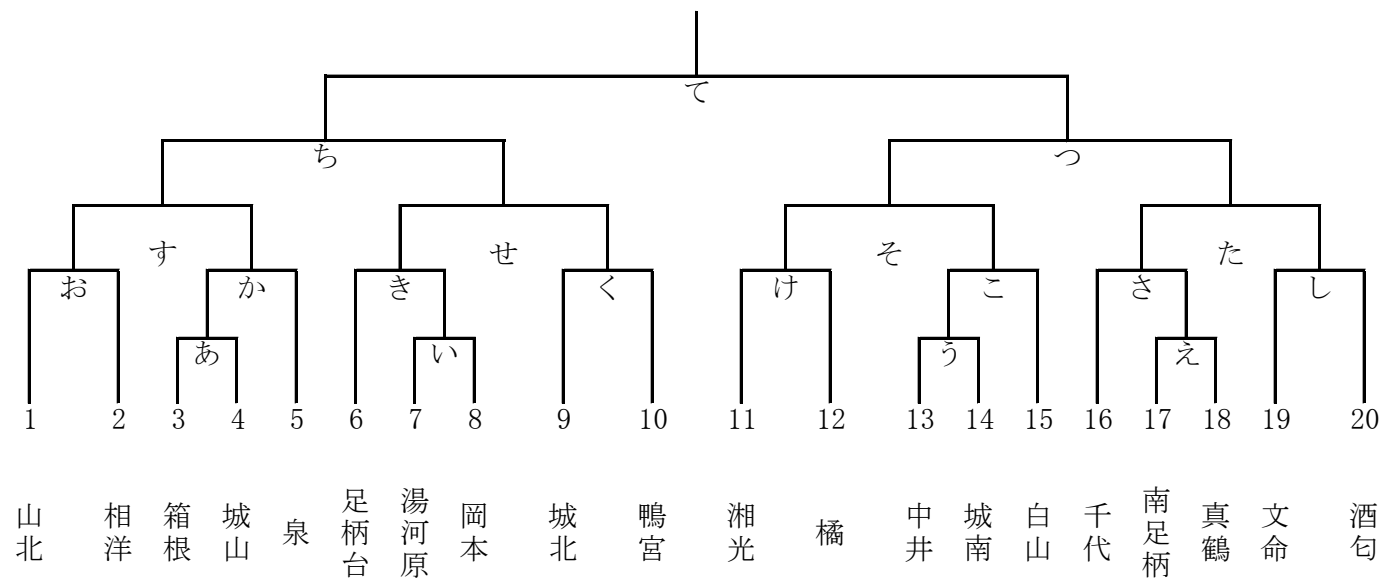 て
ち つ
す せ そ た
お か き く け こ さ し
あ い う え
1 2 3 4 5 6 7 8 9 10 11 12 13 14 15 16 17 18 19 20
山北 相洋 箱根 城山 泉 足柄台 湯河原 岡本 城北 鴨宮 湘光 橘 中井 城南 白山 千代 南足柄 真鶴 文命 酒匂